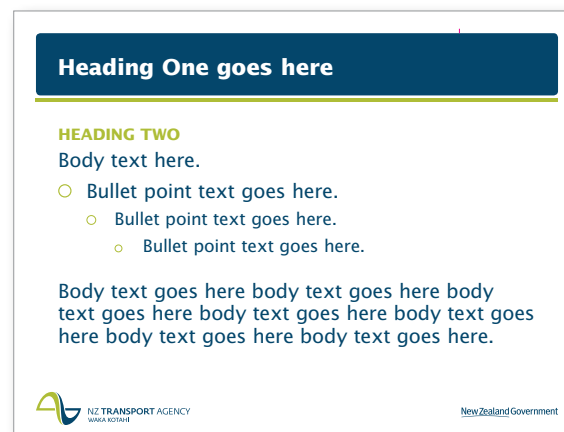 Heading One goes here
HEADING TWO
Body text here.
Bullet point text goes here.
Bullet point text goes here.
Bullet point text goes here.
Body text goes here body text goes here body
text goes here body text goes here body text goes
here body text goes here body text goes here.
NZ TRANSPORT AGENCY
WAKA KOTAHI
New Zealand Government